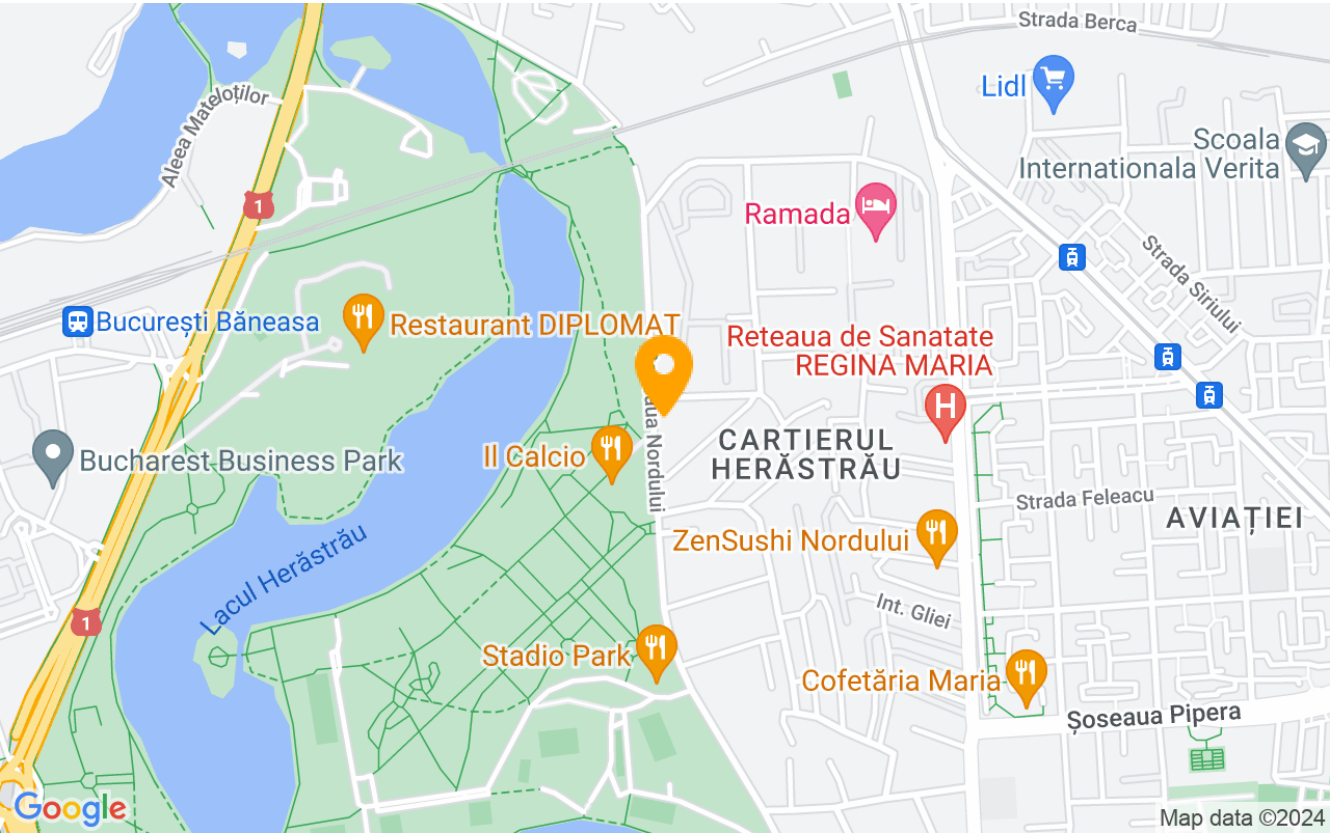 Strada Berca
Lidl
Aleea Mateloților
Scoala
Internationala Verita
1
Ramada
Strada Siriului
București Băneasa
Restaurant DIPLOMAT
Reteaua de Sanatate
REGINA MARIA
H
Nordului
CARTIERUL
HERĂSTRĂU
Il Calcio
Bucharest Business Park
Strada Feleacu
AVIAȚIEI
ZenSushi Nordului
Lacul Herăstrău
Int. Gliei
1
Stadio Park
Cofetăria Maria
Șoseaua Pipera
Google
Map data ©2024